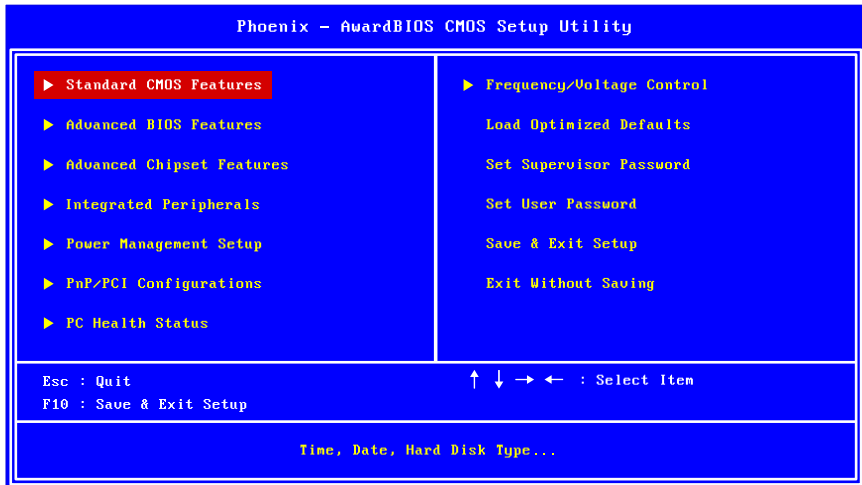 Phoenix – AwardBIOS CMOS Setup Utility
▶ Standard CMOS Features
▶ Advanced BIOS Features
▶ Advanced Chipset Features
▶ Integrated Peripherals
▶ Power Management Setup
▶ PnP/PCI Configurations
▶ PC Health Status
▶ Frequency/Voltage Control
Load Optimized Defaults
Set Supervisor Password
Set User Password
Save & Exit Setup
Exit Without Saving
Esc : Quit
F10 : Save & Exit Setup
↑ ↓ → ← : Select Item
Time, Date, Hard Disk Type...